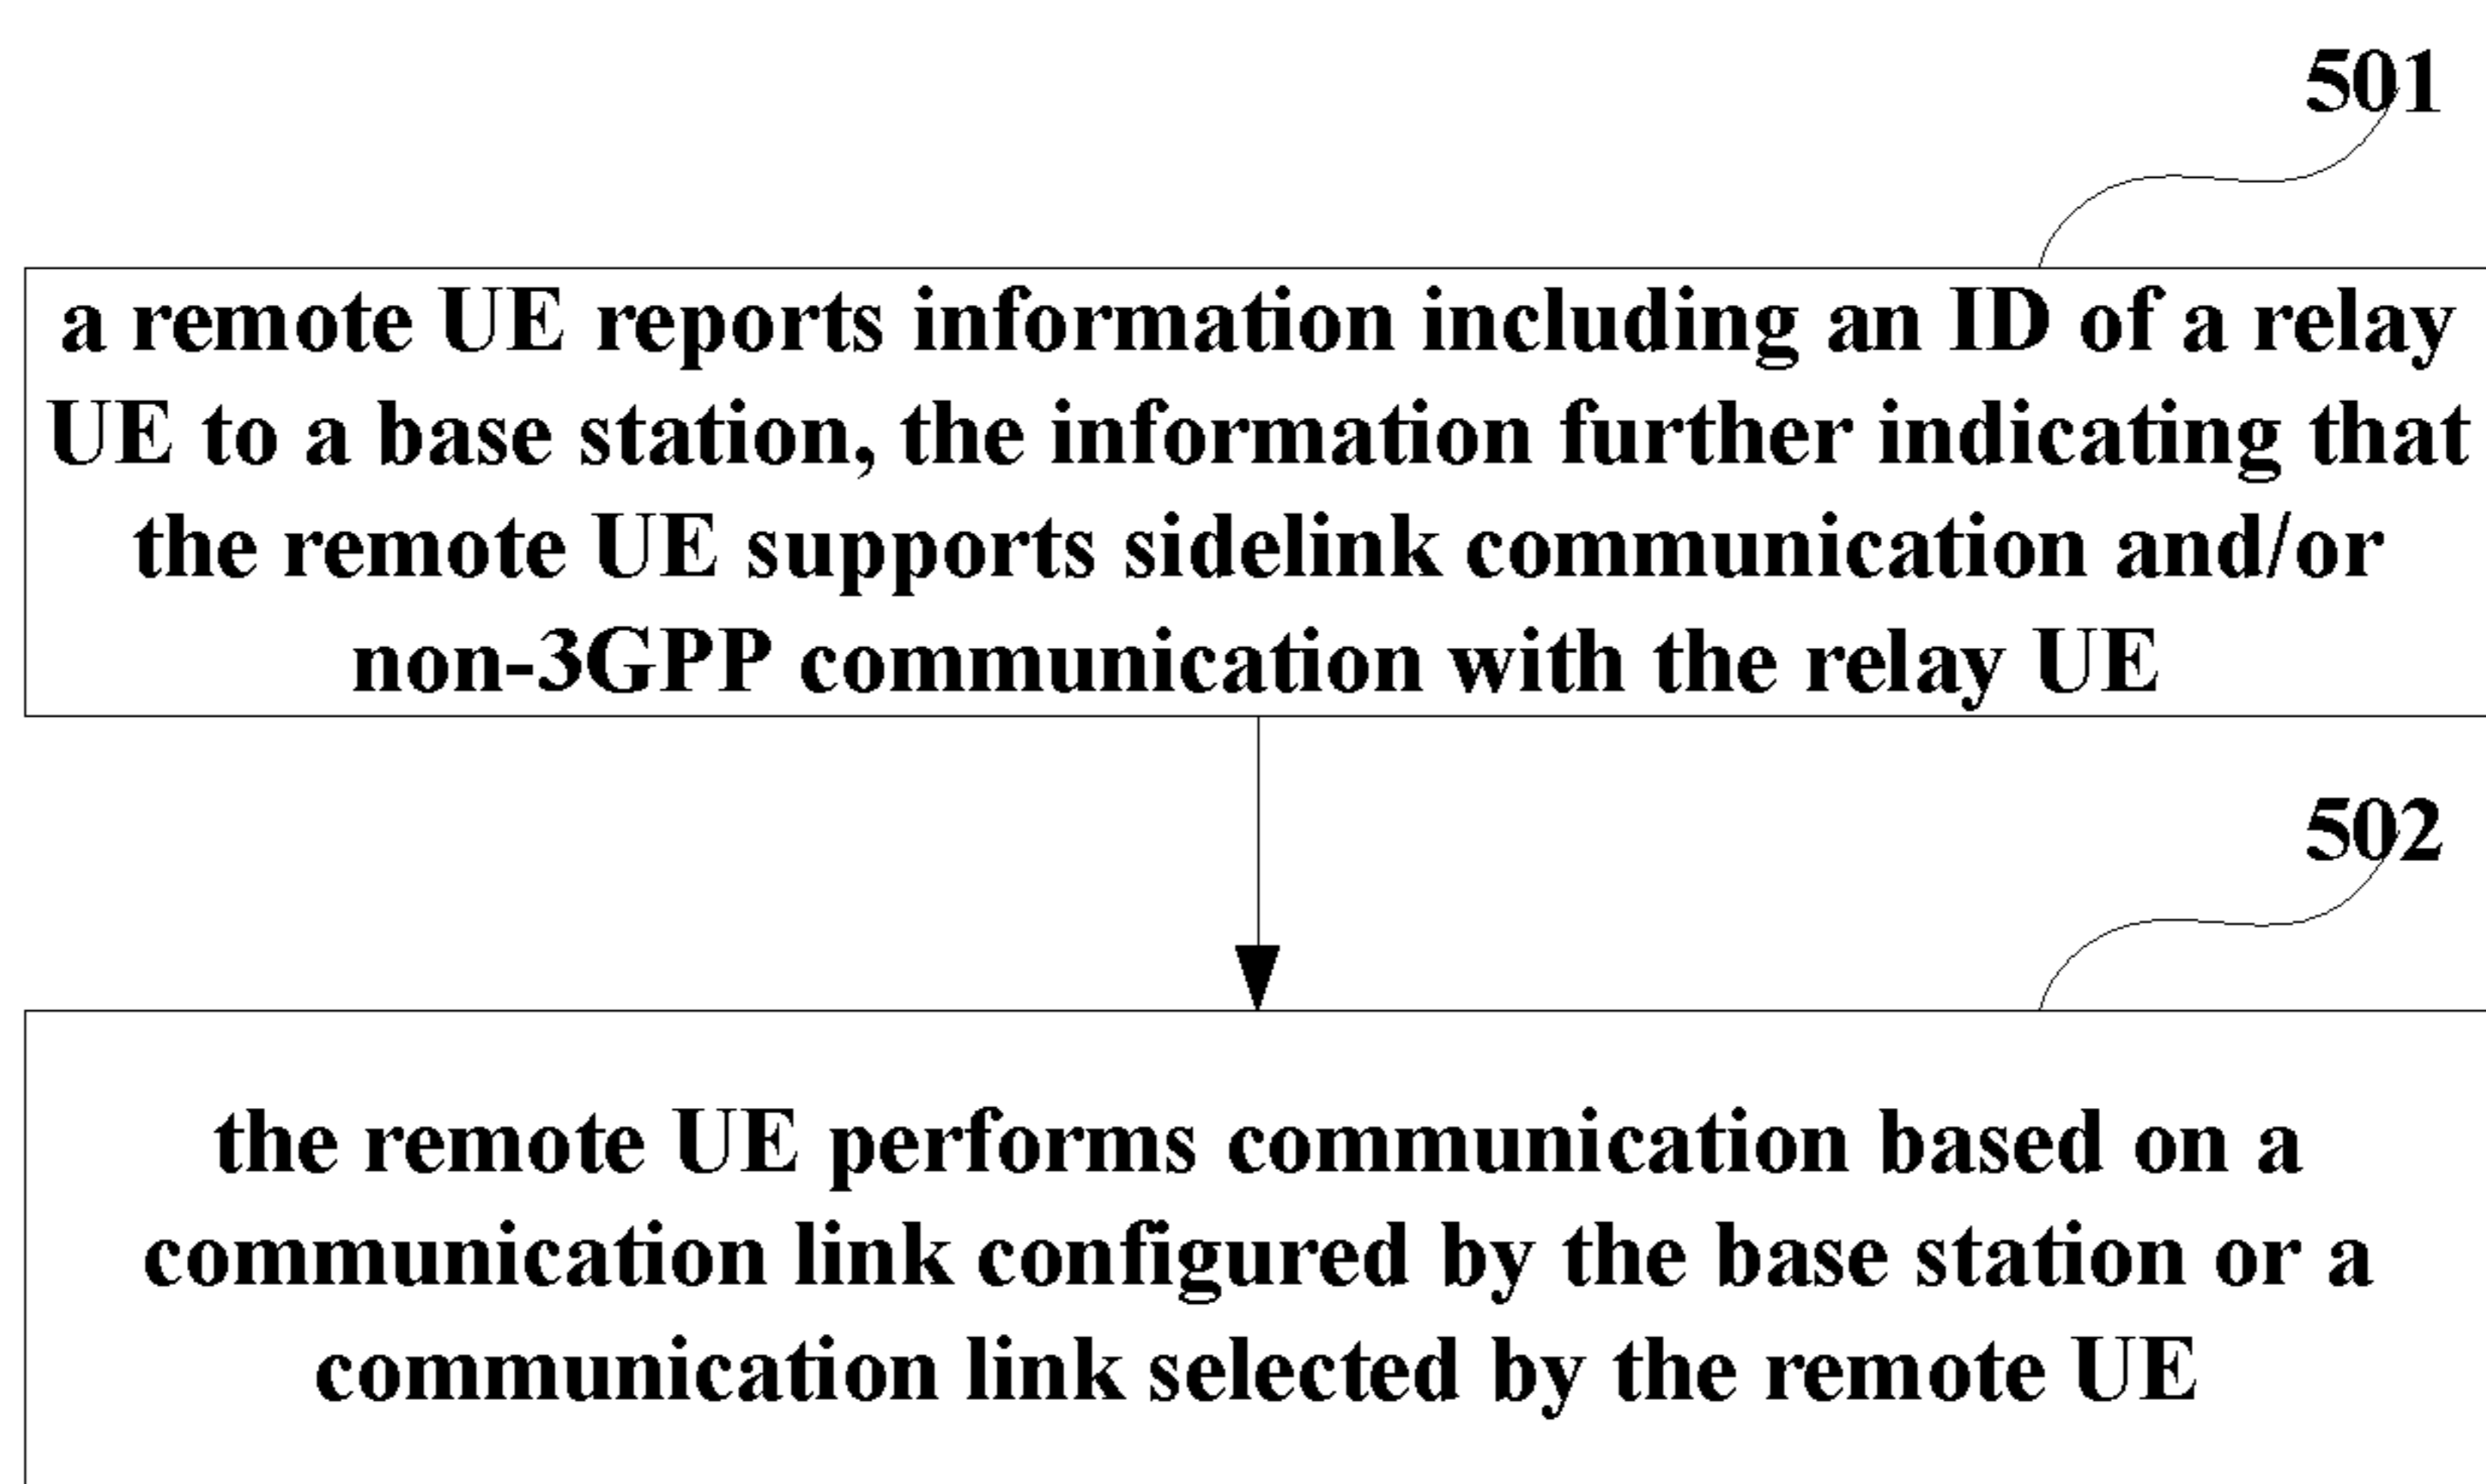 501
a remote UE reports information including an ID of a relay
UE to a base station, the information further indicating that
the remote UE supports sidelink communication and/or
non-3GPP communication with the relay UE
502
the remote UE performs communication based on a
communication link configured by the base station or a
communication link selected by the remote UE